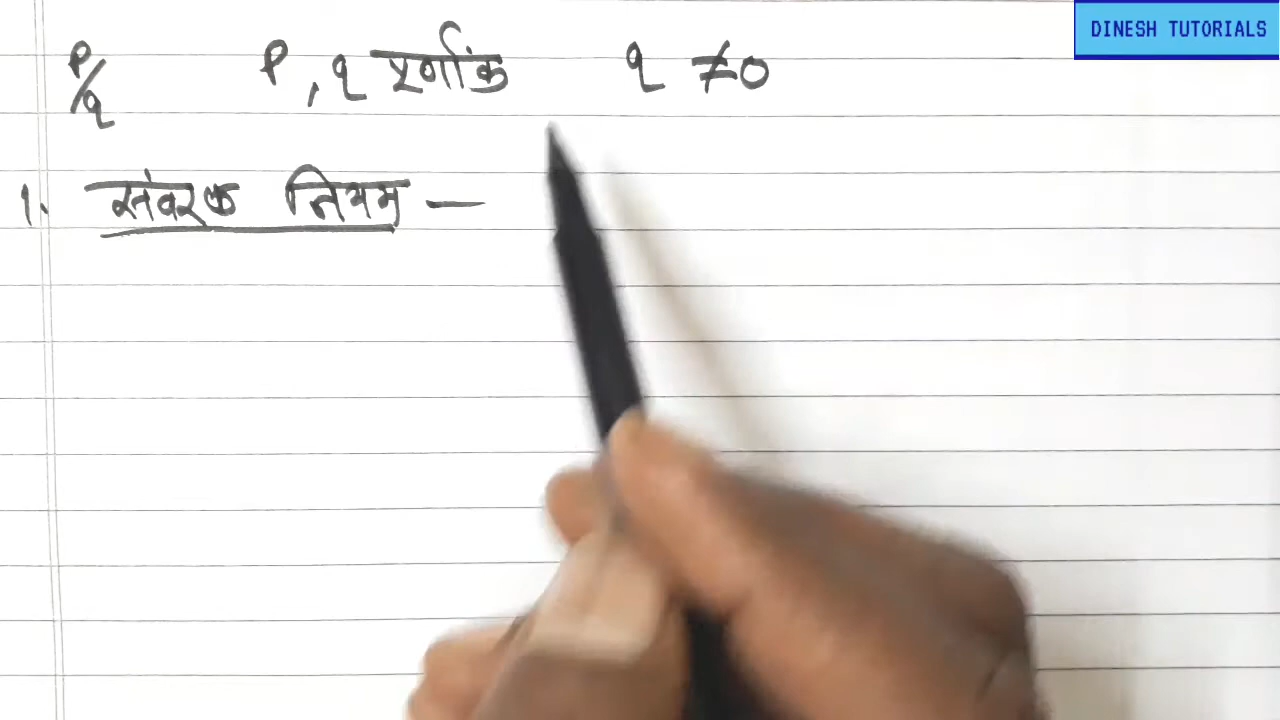 DINESH TUTORIALS
P/q P, q पूर्णांक q ≠0
1. संवरक नियम —